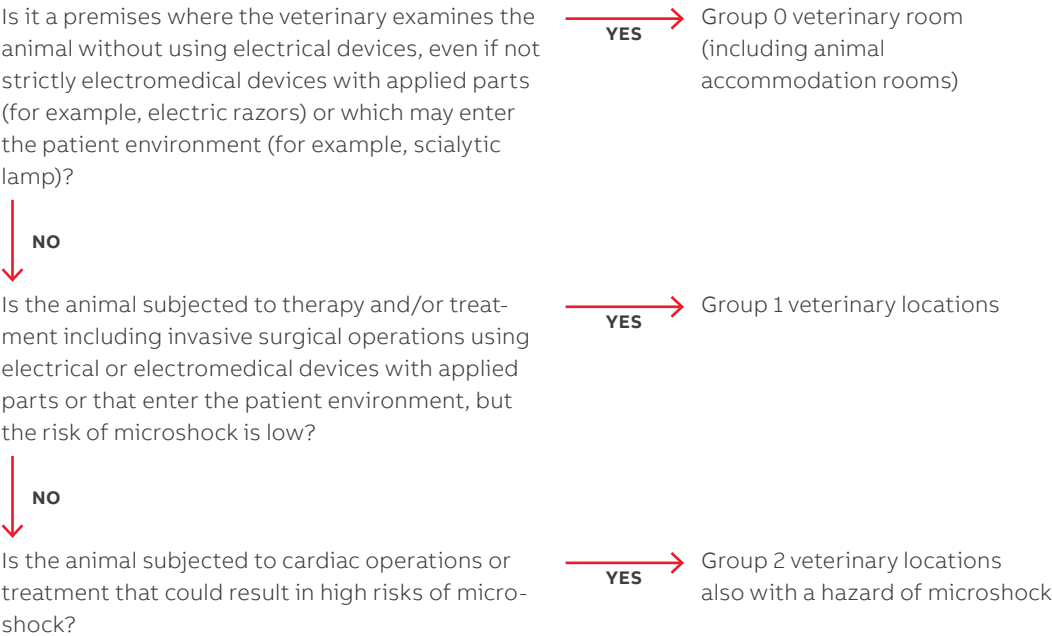 Is it a premises where the veterinary examines the
animal without using electrical devices, even if not
strictly electromedical devices with applied parts
(for example, electric razors) or which may enter
the patient environment (for example, scialytic
lamp)?
YES
Group 0 veterinary room
(including animal
accommodation rooms)
NO
Is the animal subjected to therapy and/or treat-
ment including invasive surgical operations using
electrical or electromedical devices with applied
parts or that enter the patient environment, but
the risk of microshock is low?
YES
Group 1 veterinary locations
NO
Is the animal subjected to cardiac operations or
treatment that could result in high risks of micro-
shock?
YES
Group 2 veterinary locations
also with a hazard of microshock